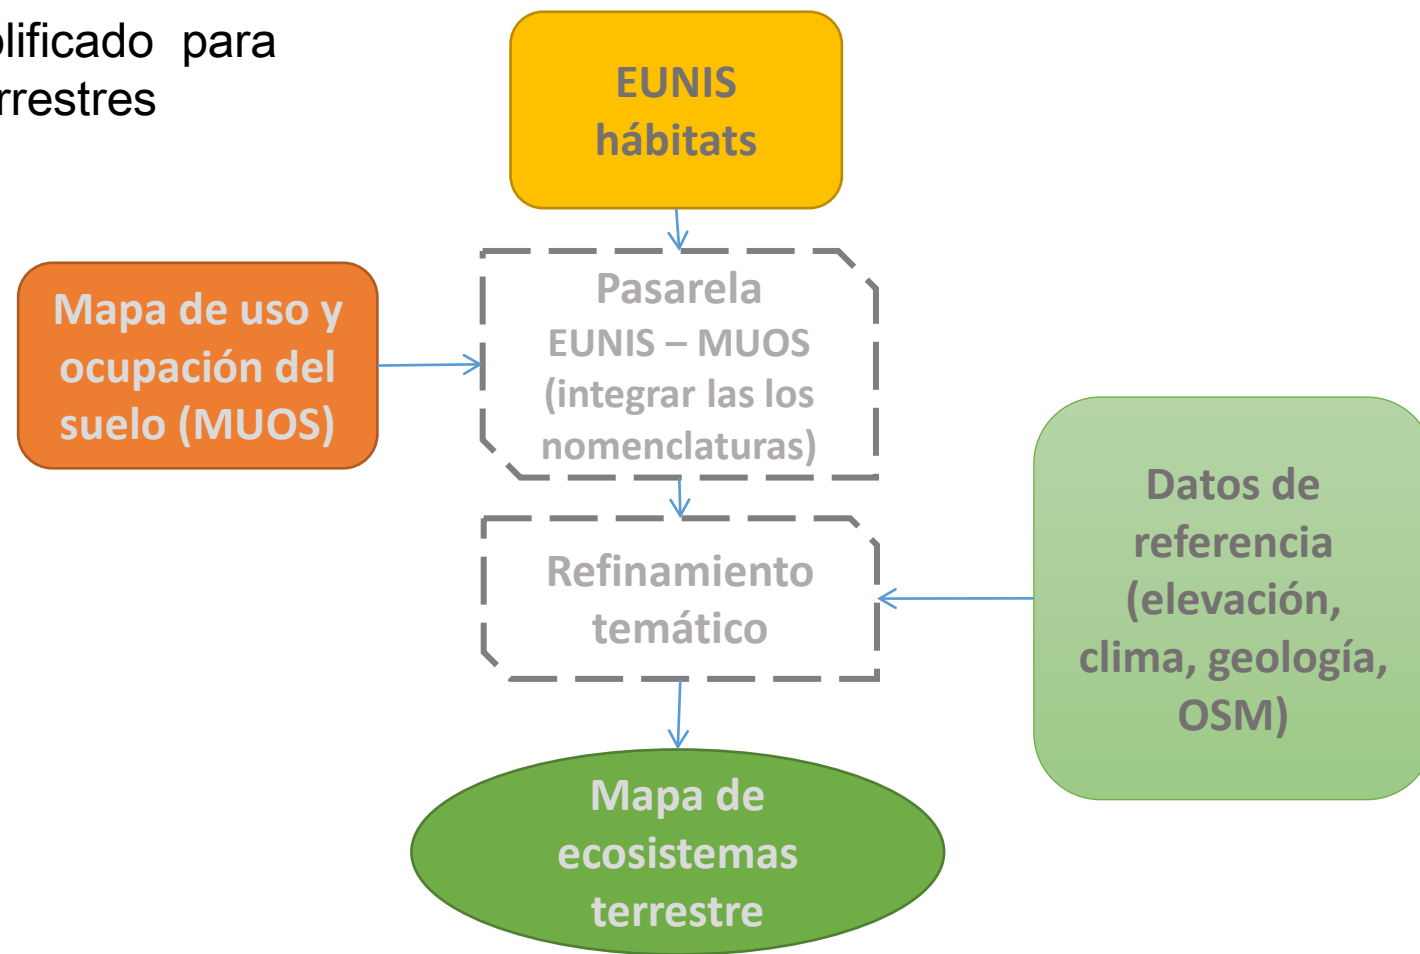 plificado para
rrestres
EUNIS
hábitats
Mapa de uso y
ocupación del
suelo (MUOS)
Pasarela
EUNIS – MUOS
(integrar las los
nomenclaturas)
Refinamiento
temático
Datos de
referencia
(elevación,
clima, geología,
OSM)
Mapa de
ecosistemas
terrestre